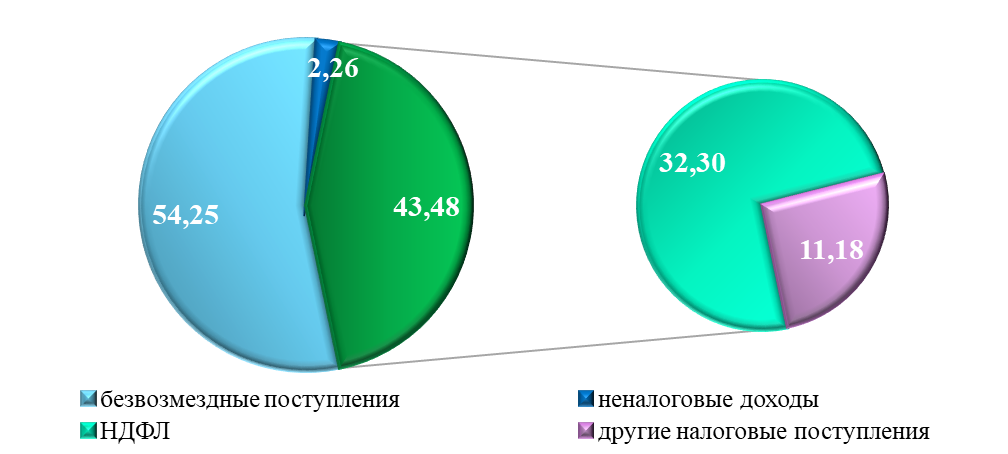 2,26
32,30
54,25
43,48
11,18
безвозмездные поступления
неналоговые доходы
НДФЛ
другие налоговые поступления